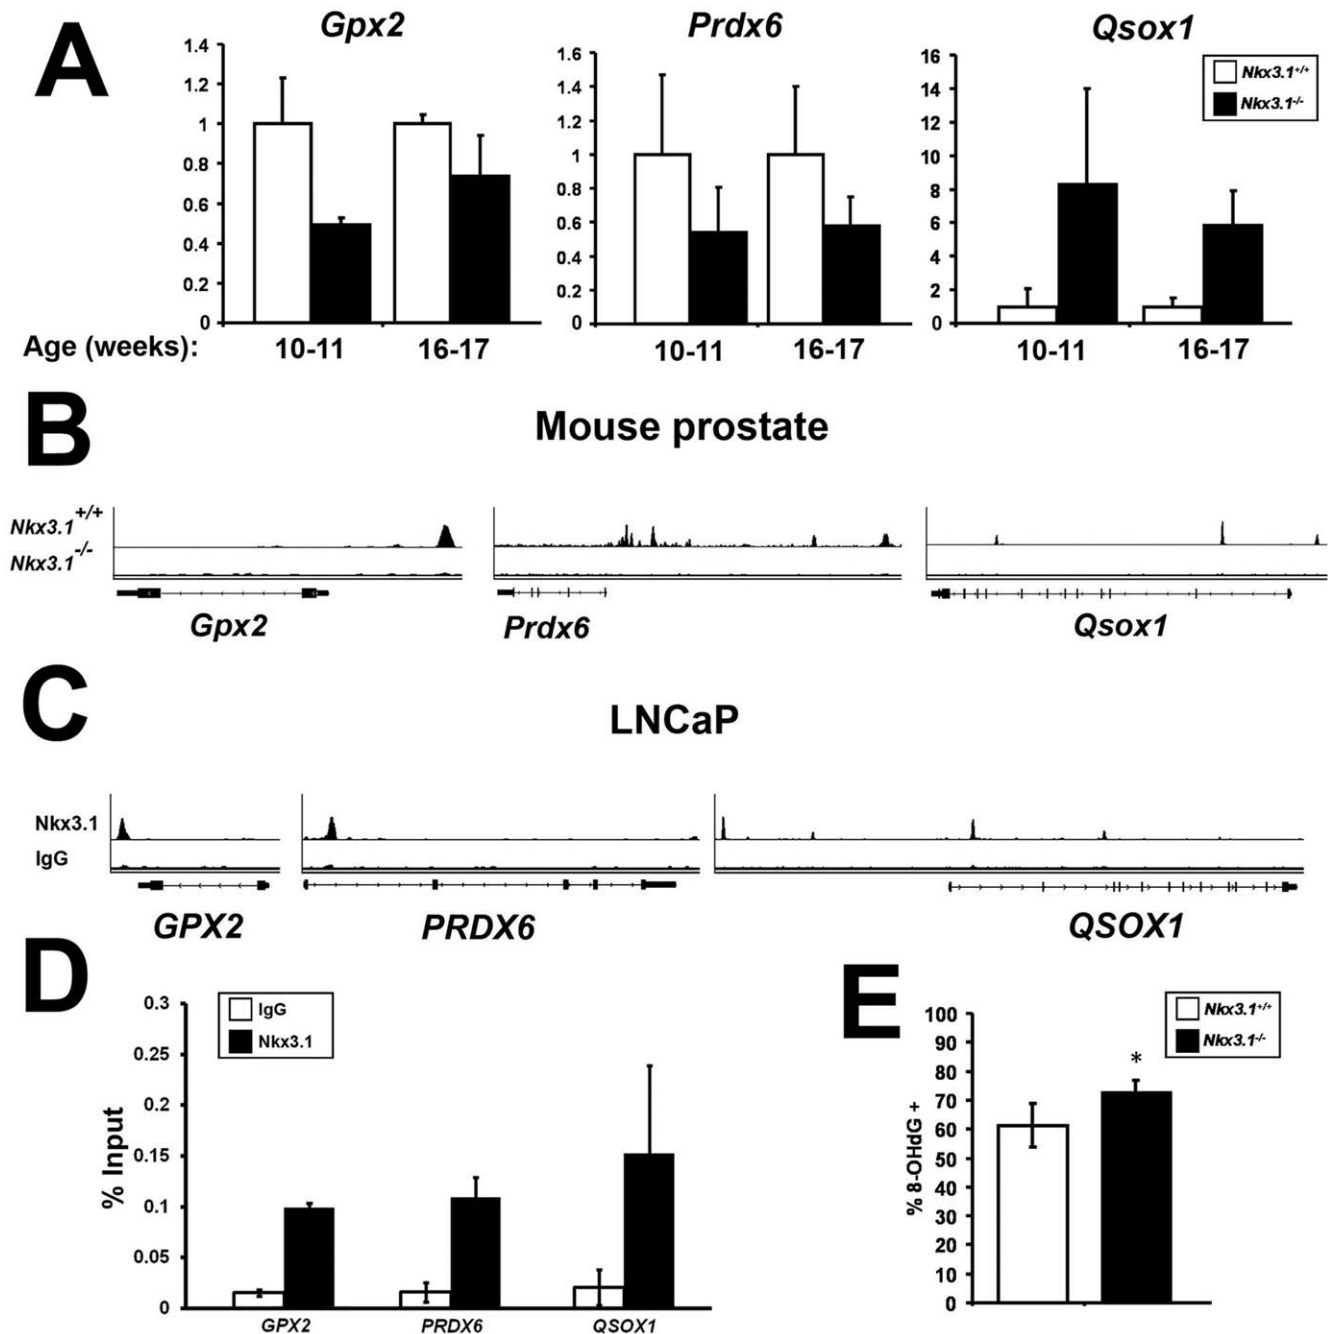 A
Gpx2
Prdx6
Qsox1
1.4
1.2
1
0.8
0.6
0.4
0.2
0
1.6
1.4
1.2
1
0.8
0.6
0.4
0.2
0
16
14
12
10
8
6
4
2
0
Nkx3.1+/+
Nkx3.1-/-
Age (weeks):
10-11
16-17
10-11
16-17
10-11
16-17
B
Mouse prostate
Nkx3.1+/+
Nkx3.1-/-
Gpx2
Prdx6
Qsox1
C
LNCaP
Nkx3.1
IgG
GPX2
PRDX6
QSOX1
D
% Input
0.3
0.25
0.2
0.15
0.1
0.05
0
IgG
Nkx3.1
GPX2
PRDX6
QSOX1
E
% 8-OHdG +
100
90
80
70
60
50
40
30
20
10
0
*
Nkx3.1+/+
Nkx3.1-/-